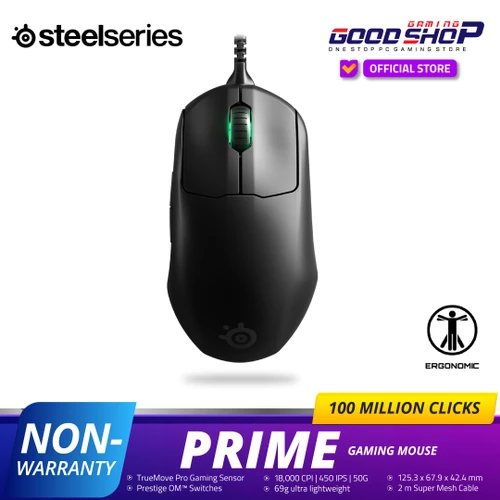 steelseries
GAMING
GOODSHOP
ONE STOP PC GAMING STORE
OFFICIAL STORE
ERGONOMIC
100 MILLION CLICKS
NON-
WARRANTY
PRIME GAMING MOUSE
• TrueMove Pro Gaming Sensor
• Prestige OM™ Switches
• 18,000 CPI | 450 IPS | 50G
• 69g ultra lightweight
• 125.3 x 67.9 x 42.4 mm
• 2 m Super Mesh Cable